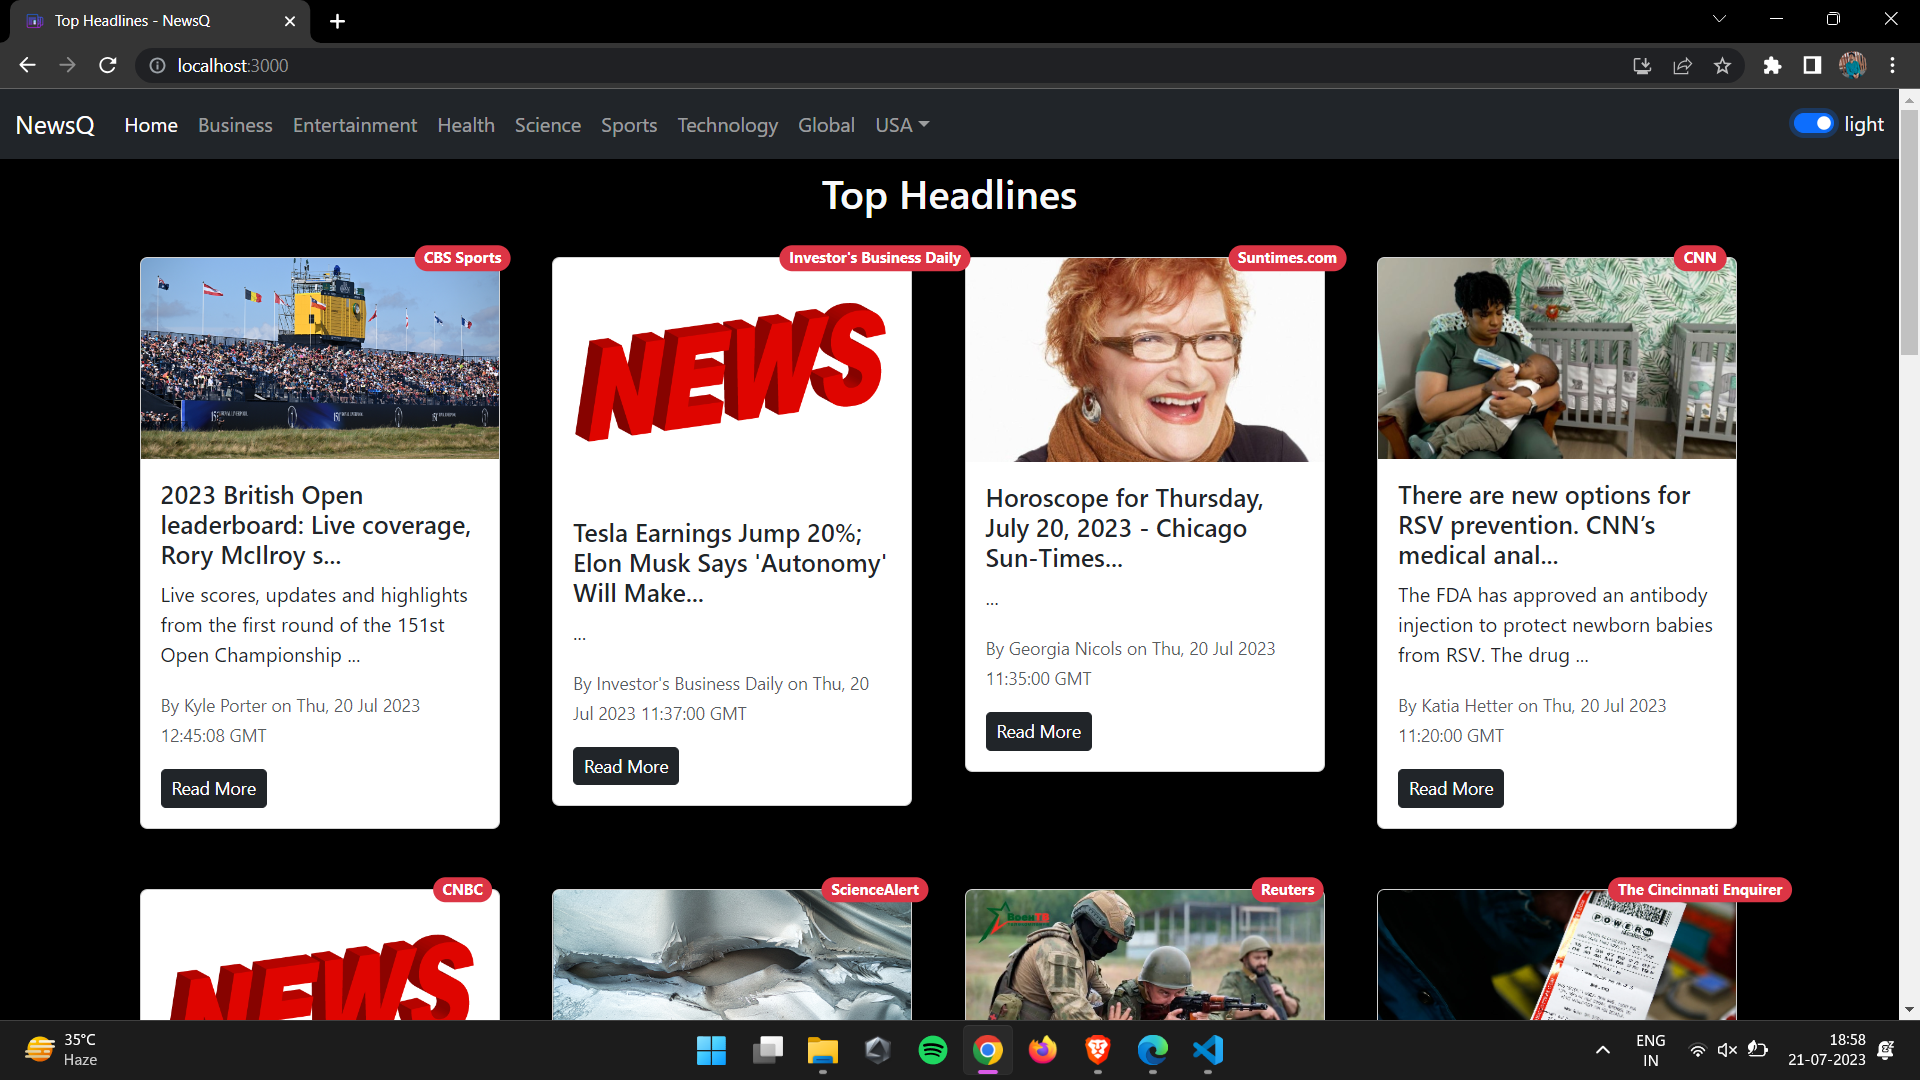 Top Headlines - NewsQ
localhost:3000
NewsQ Home Business Entertainment Health Science Sports Technology Global USA light
Top Headlines
CBS Sports
2023 British Open
leaderboard: Live coverage,
Rory McIlroy s...
Live scores, updates and highlights
from the first round of the 151st
Open Championship ...
By Kyle Porter on Thu, 20 Jul 2023
12:45:08 GMT
Read More
Investor's Business Daily
NEWS
Tesla Earnings Jump 20%;
Elon Musk Says 'Autonomy'
Will Make...
...
By Investor's Business Daily on Thu, 20
Jul 2023 11:37:00 GMT
Read More
Suntimes.com
Horoscope for Thursday,
July 20, 2023 - Chicago
Sun-Times...
...
By Georgia Nicols on Thu, 20 Jul 2023
11:35:00 GMT
Read More
CNN
There are new options for
RSV prevention. CNN’s
medical anal...
The FDA has approved an antibody
injection to protect newborn babies
from RSV. The drug ...
By Katia Hetter on Thu, 20 Jul 2023
11:20:00 GMT
Read More
CNBC
NEWS
ScienceAlert
Reuters
The Cincinnati Enquirer
POWER
35°C
Haze
ENG
IN
18:58
21-07-2023